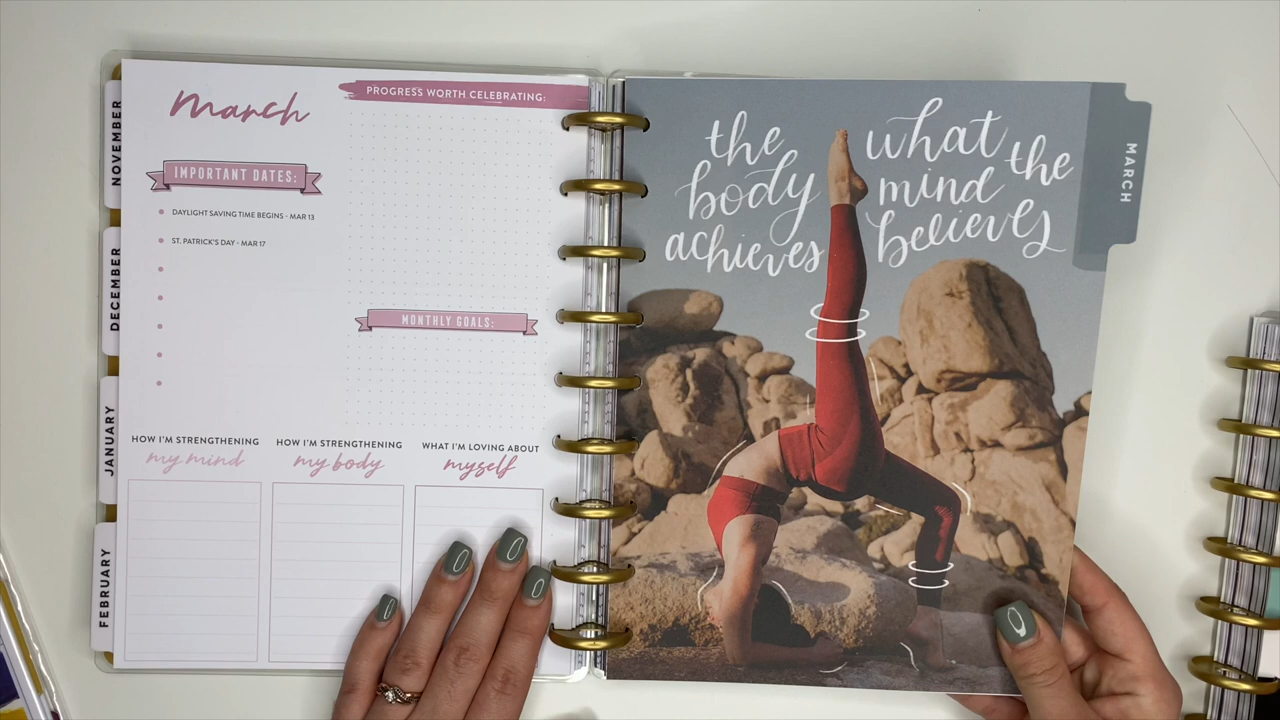 NOVEMBER
DECEMBER
JANUARY
FEBRUARY
March
IMPORTANT DATES:
DAYLIGHT SAVING TIME BEGINS - MAR 13
ST. PATRICK'S DAY - MAR 17
PROGRESS WORTH CELEBRATING:
MONTHLY GOALS:
HOW I'M STRENGTHENING
my mind
HOW I'M STRENGTHENING
my body
WHAT I'M LOVING ABOUT
myself
the
body
achieves
what
the
mind
believes
MARCH